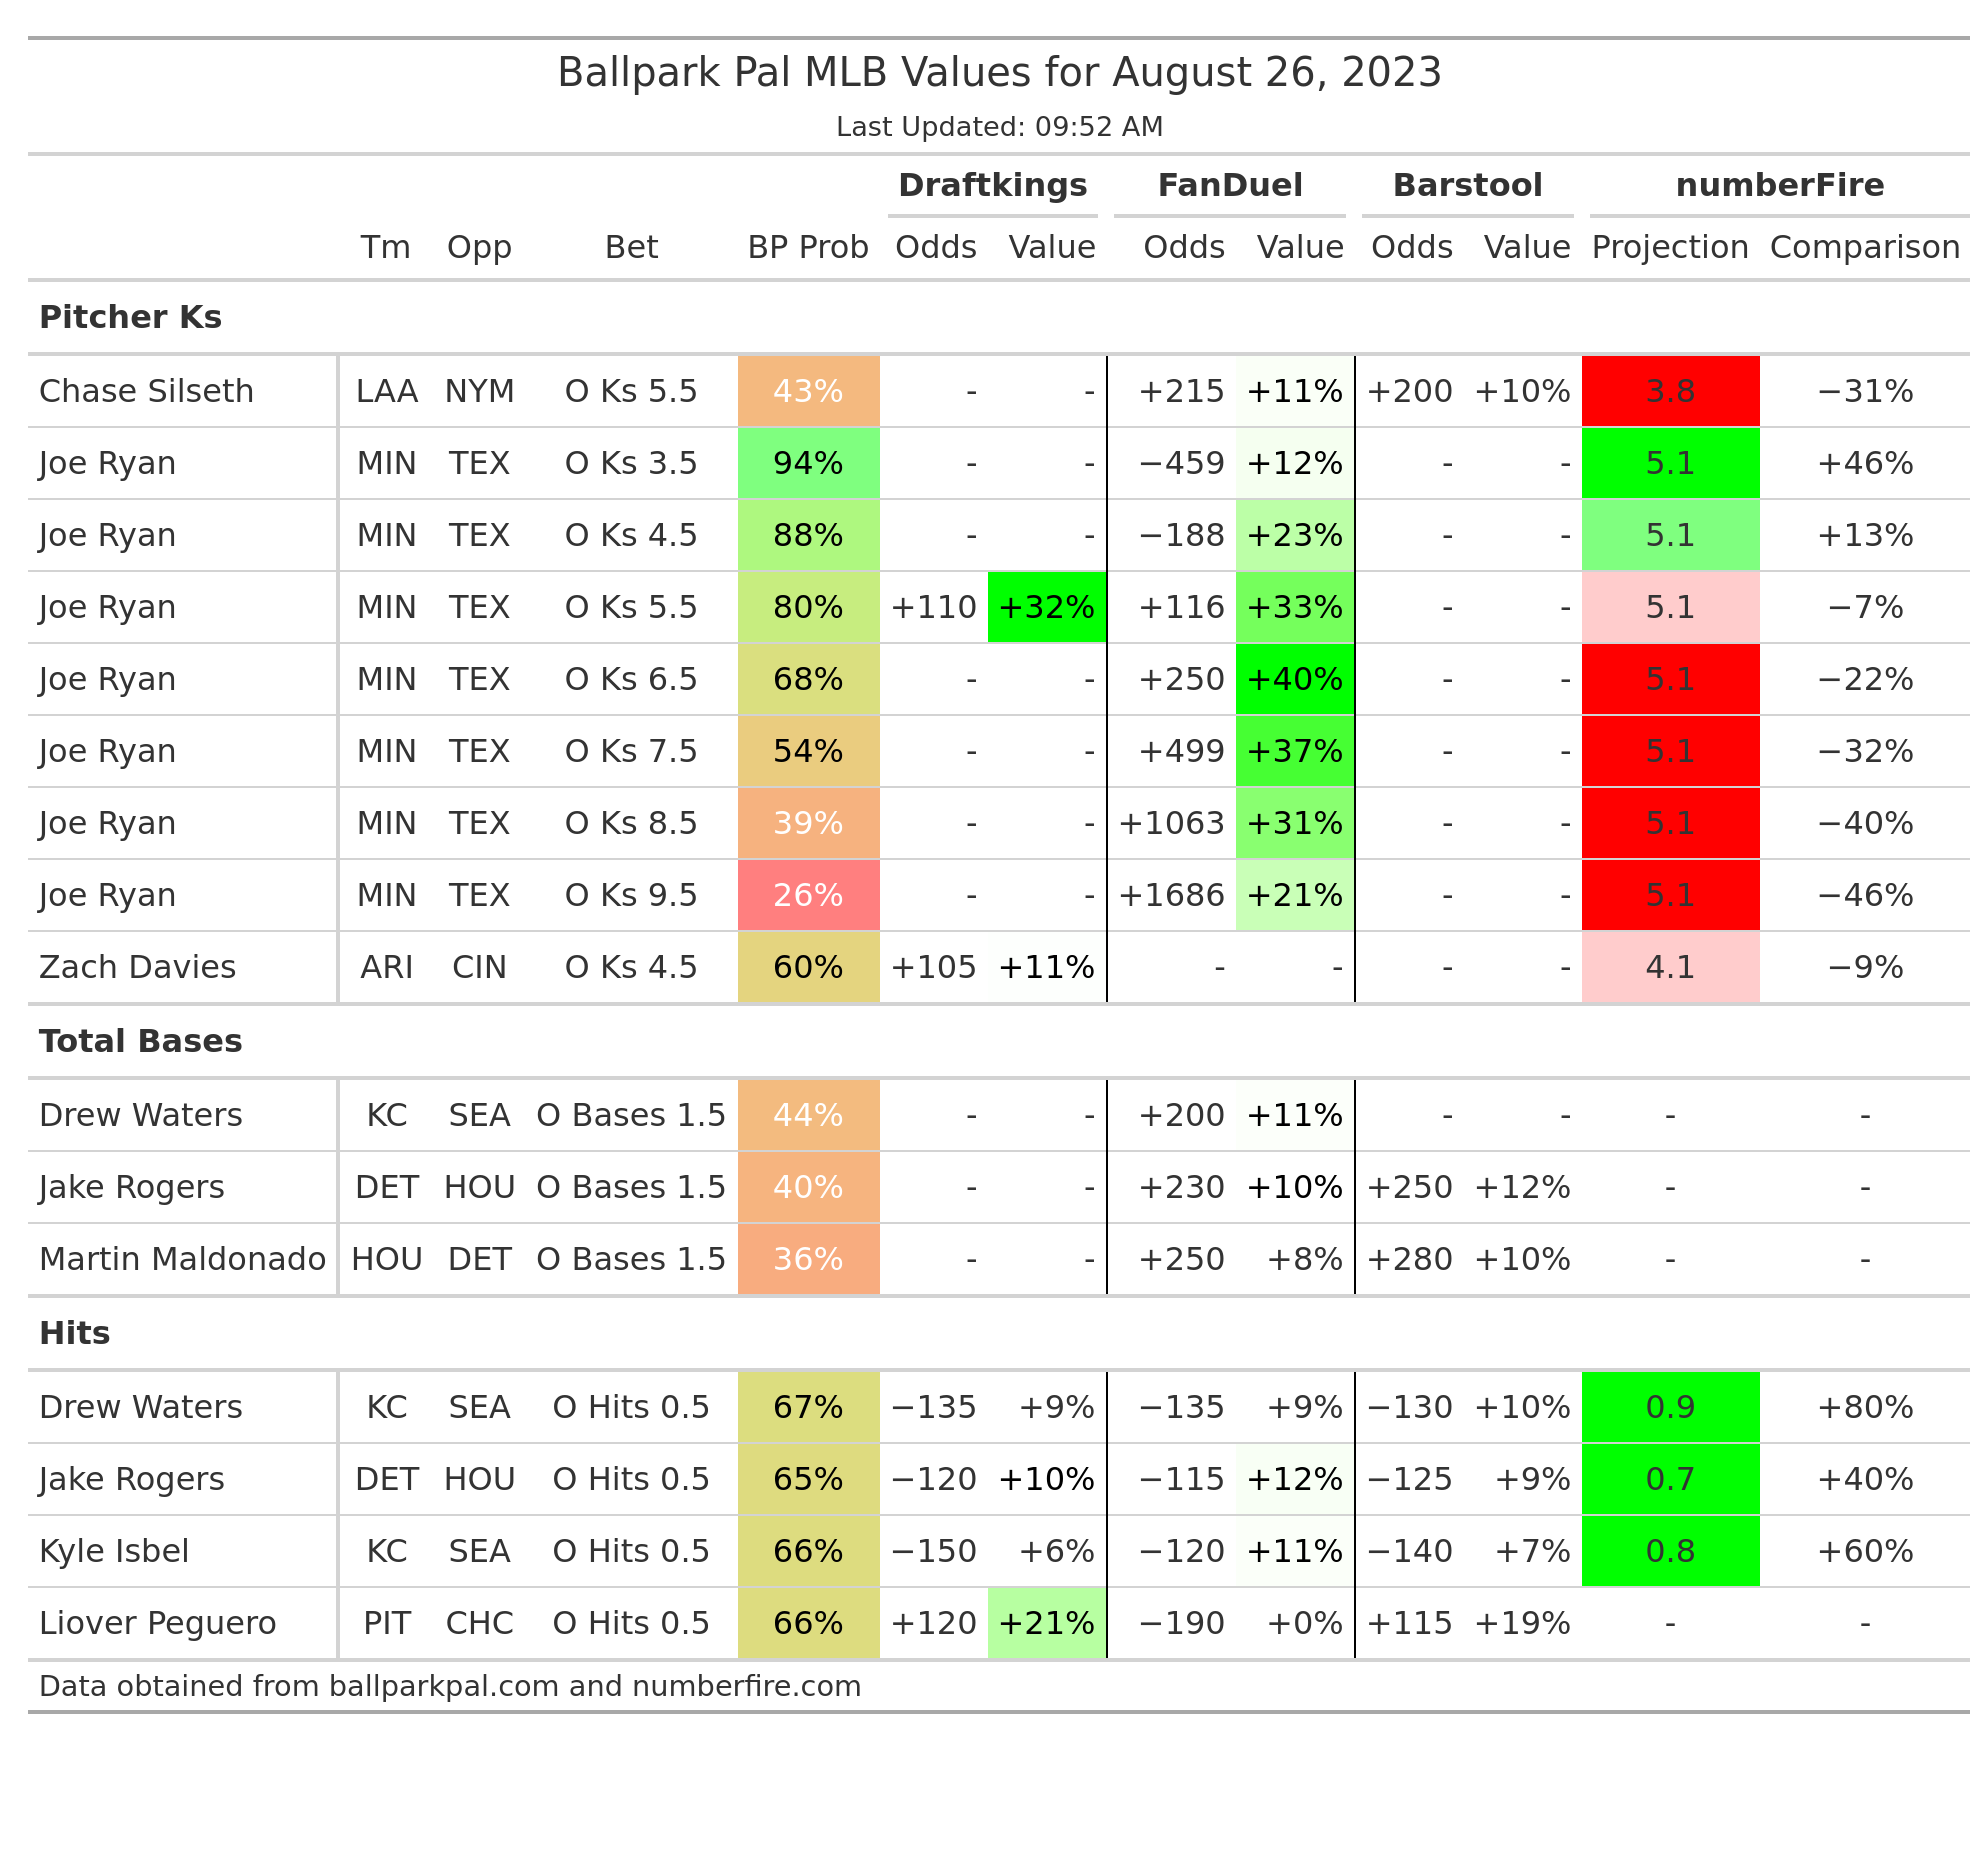 Ballpark Pal MLB Values for August 26, 2023
Last Updated: 09:52 AM
Draftkings FanDuel Barstool numberFire
Tm Opp Bet BP Prob Odds Value Odds Value Odds Value Projection Comparison
Pitcher Ks
Chase Silseth LAA NYM O Ks 5.5 43% - - +215 +11% +200 +10% 3.8 −31%
Joe Ryan MIN TEX O Ks 3.5 94% - - −459 +12% - - 5.1 +46%
Joe Ryan MIN TEX O Ks 4.5 88% - - −188 +23% - - 5.1 +13%
Joe Ryan MIN TEX O Ks 5.5 80% +110 +32% +116 +33% - - 5.1 −7%
Joe Ryan MIN TEX O Ks 6.5 68% - - +250 +40% - - 5.1 −22%
Joe Ryan MIN TEX O Ks 7.5 54% - - +499 +37% - - 5.1 −32%
Joe Ryan MIN TEX O Ks 8.5 39% - - +1063 +31% - - 5.1 −40%
Joe Ryan MIN TEX O Ks 9.5 26% - - +1686 +21% - - 5.1 −46%
Zach Davies ARI CIN O Ks 4.5 60% +105 +11% - - - - 4.1 −9%
Total Bases
Drew Waters KC SEA O Bases 1.5 44% - - +200 +11% - - - -
Jake Rogers DET HOU O Bases 1.5 40% - - +230 +10% +250 +12% - -
Martin Maldonado HOU DET O Bases 1.5 36% - - +250 +8% +280 +10% - -
Hits
Drew Waters KC SEA O Hits 0.5 67% −135 +9% −135 +9% −130 +10% 0.9 +80%
Jake Rogers DET HOU O Hits 0.5 65% −120 +10% −115 +12% −125 +9% 0.7 +40%
Kyle Isbel KC SEA O Hits 0.5 66% −150 +6% −120 +11% −140 +7% 0.8 +60%
Liover Peguero PIT CHC O Hits 0.5 66% +120 +21% −190 +0% +115 +19% - -
Data obtained from ballparkpal.com and numberfire.com